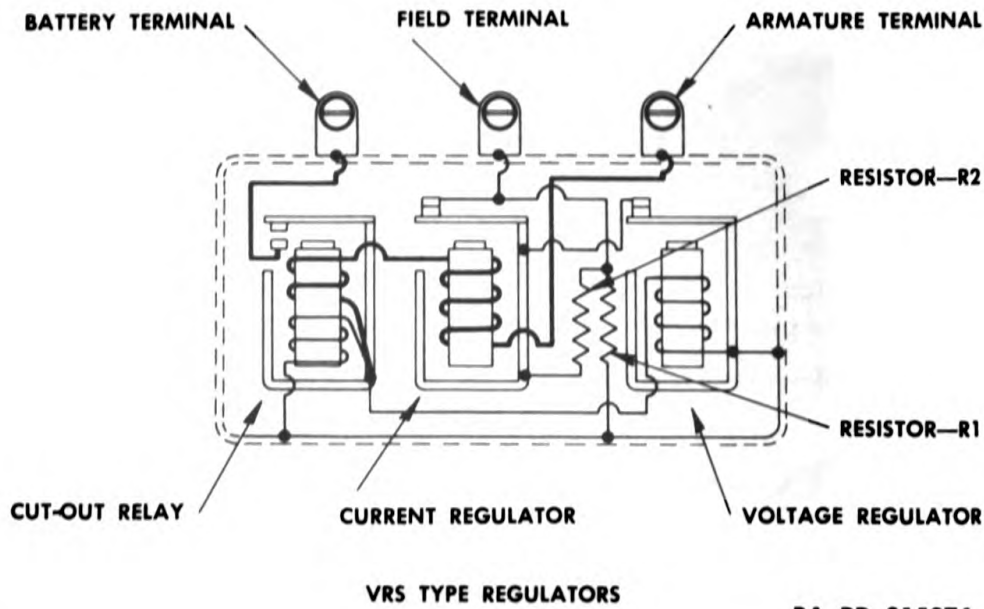 BATTERY TERMINAL
FIELD TERMINAL
ARMATURE TERMINAL
RESISTOR—R2
RESISTOR—R1
CUT-OUT RELAY
CURRENT REGULATOR
VOLTAGE REGULATOR
VRS TYPE REGULATORS